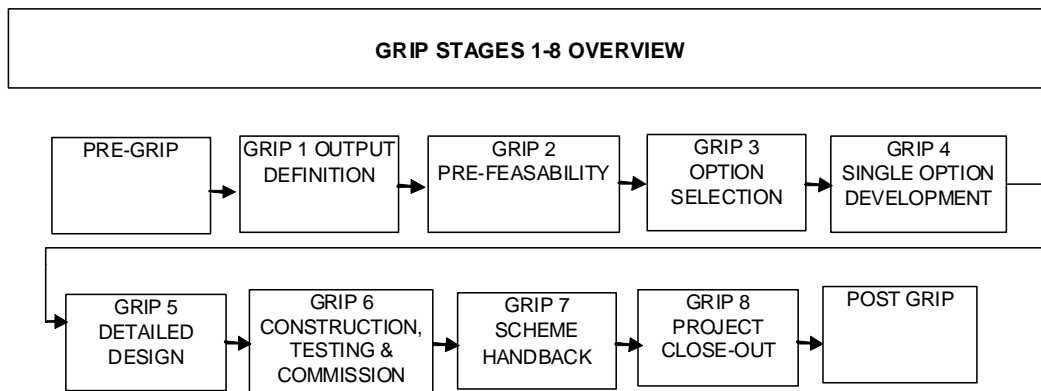 GRIP STAGES 1-8 OVERVIEW
PRE-GRIP
GRIP 1 OUTPUT
DEFINITION
GRIP 2
PRE-FEASABILITY
GRIP 3
OPTION
SELECTION
GRIP 4
SINGLE OPTION
DEVELOPMENT
GRIP 5
DETAILED
DESIGN
GRIP 6
CONSTRUCTION,
TESTING &
COMMISSION
GRIP 7
SCHEME
HANDBACK
GRIP 8
PROJECT
CLOSE-OUT
POST GRIP